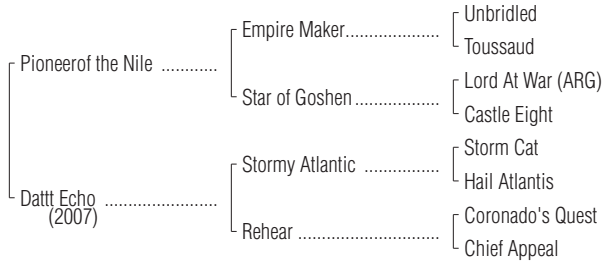 Unbridled
Empire Maker....................
Toussaud
Pioneerof the Nile ............
Lord At War (ARG)
Star of Goshen..................
Castle Eight
Storm Cat
Stormy Atlantic ................
Hail Atlantis
Dattt Echo ........................
(2007)
Coronado's Quest
Rehear ..............................
Chief Appeal